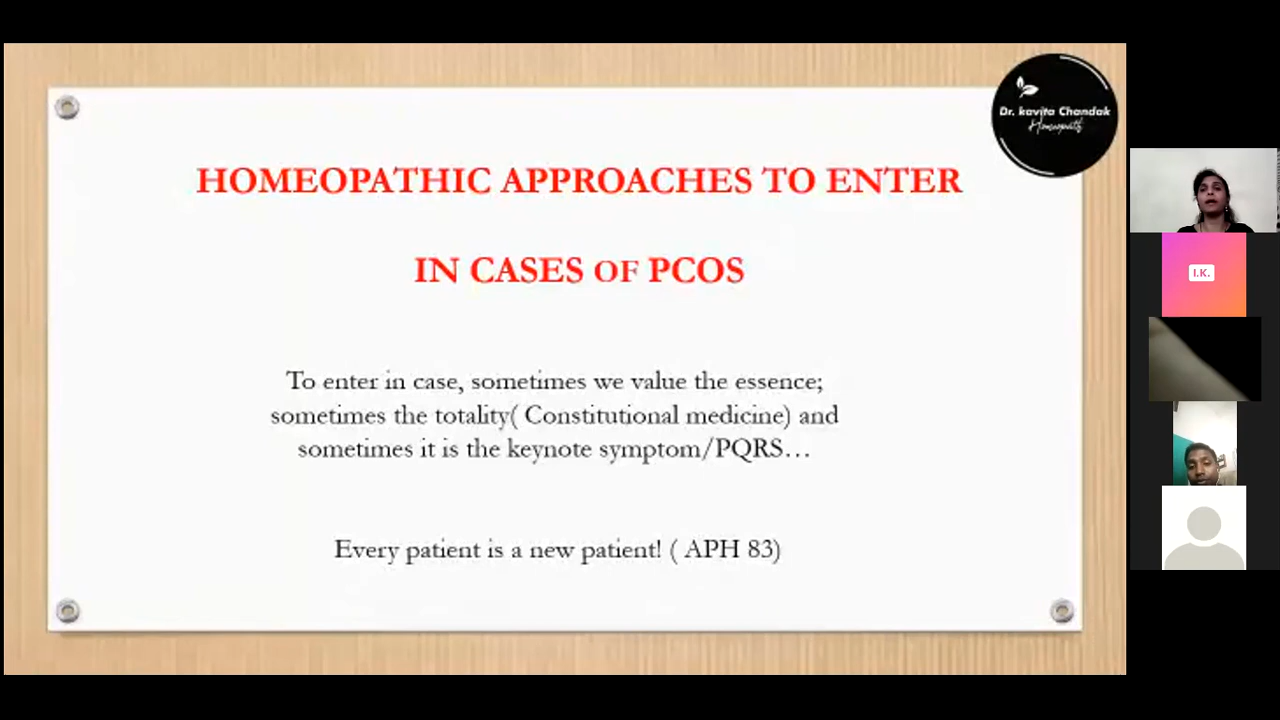 Dr. kavita Chandak
Homeopath
HOMEOPATHIC APPROACHES TO ENTER
IN CASES OF PCOS
To enter in case, sometimes we value the essence;
sometimes the totality( Constitutional medicine) and
sometimes it is the keynote symptom/PQRS…
Every patient is a new patient! ( APH 83)
I.K.